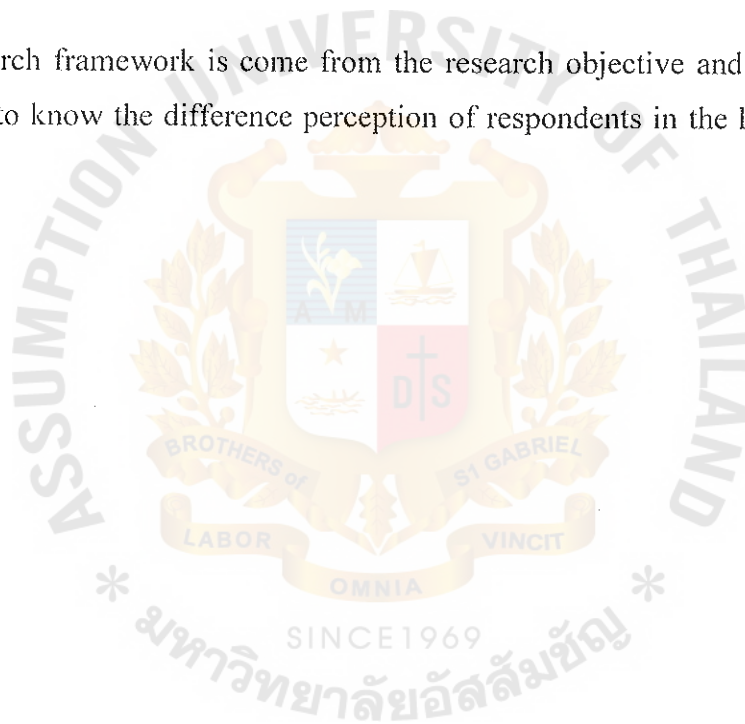 rch framework is come from the research objective and
to know the difference perception of respondents in the
ASSUMPTION UNIVERSITY OF THAILAND
A M
D S
BROTHERS of ST GABRIEL
LABOR VINCIT
OMNIA
SINCE 1969
* มหาวิทยาลัยอัสสัมชัญ *